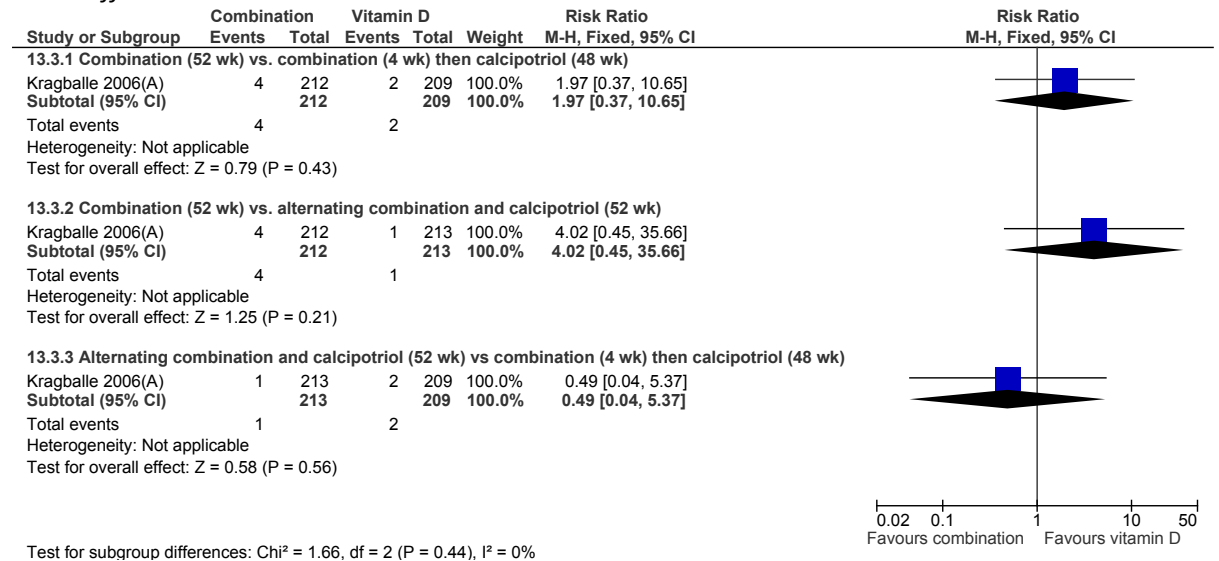 Combination Vitamin D Risk Ratio Risk Ratio
Study or Subgroup Events Total Events Total Weight M-H, Fixed, 95% CI M-H, Fixed, 95% CI
13.3.1 Combination (52 wk) vs. combination (4 wk) then calcipotriol (48 wk)
Kragballe 2006(A) 4 212 2 209 100.0% 1.97 [0.37, 10.65]
Subtotal (95% CI) 212 209 100.0% 1.97 [0.37, 10.65]
Total events 4 2
Heterogeneity: Not applicable
Test for overall effect: Z = 0.79 (P = 0.43)
13.3.2 Combination (52 wk) vs. alternating combination and calcipotriol (52 wk)
Kragballe 2006(A) 4 212 1 213 100.0% 4.02 [0.45, 35.66]
Subtotal (95% CI) 212 213 100.0% 4.02 [0.45, 35.66]
Total events 4 1
Heterogeneity: Not applicable
Test for overall effect: Z = 1.25 (P = 0.21)
13.3.3 Alternating combination and calcipotriol (52 wk) vs combination (4 wk) then calcipotriol (48 wk)
Kragballe 2006(A) 1 213 2 209 100.0% 0.49 [0.04, 5.37]
Subtotal (95% CI) 213 209 100.0% 0.49 [0.04, 5.37]
Total events 1 2
Heterogeneity: Not applicable
Test for overall effect: Z = 0.58 (P = 0.56)
0.02 0.1 1 10 50
Favours combination Favours vitamin D
Test for subgroup differences: Chi² = 1.66, df = 2 (P = 0.44), I² = 0%